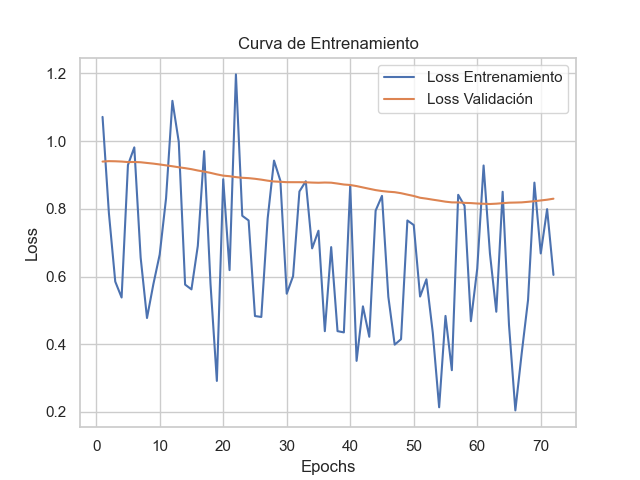 Curva de Entrenamiento
Loss Entrenamiento
Loss Validación
Loss
1.2
1.0
0.8
0.6
0.4
0.2
0 10 20 30 40 50 60 70
Epochs